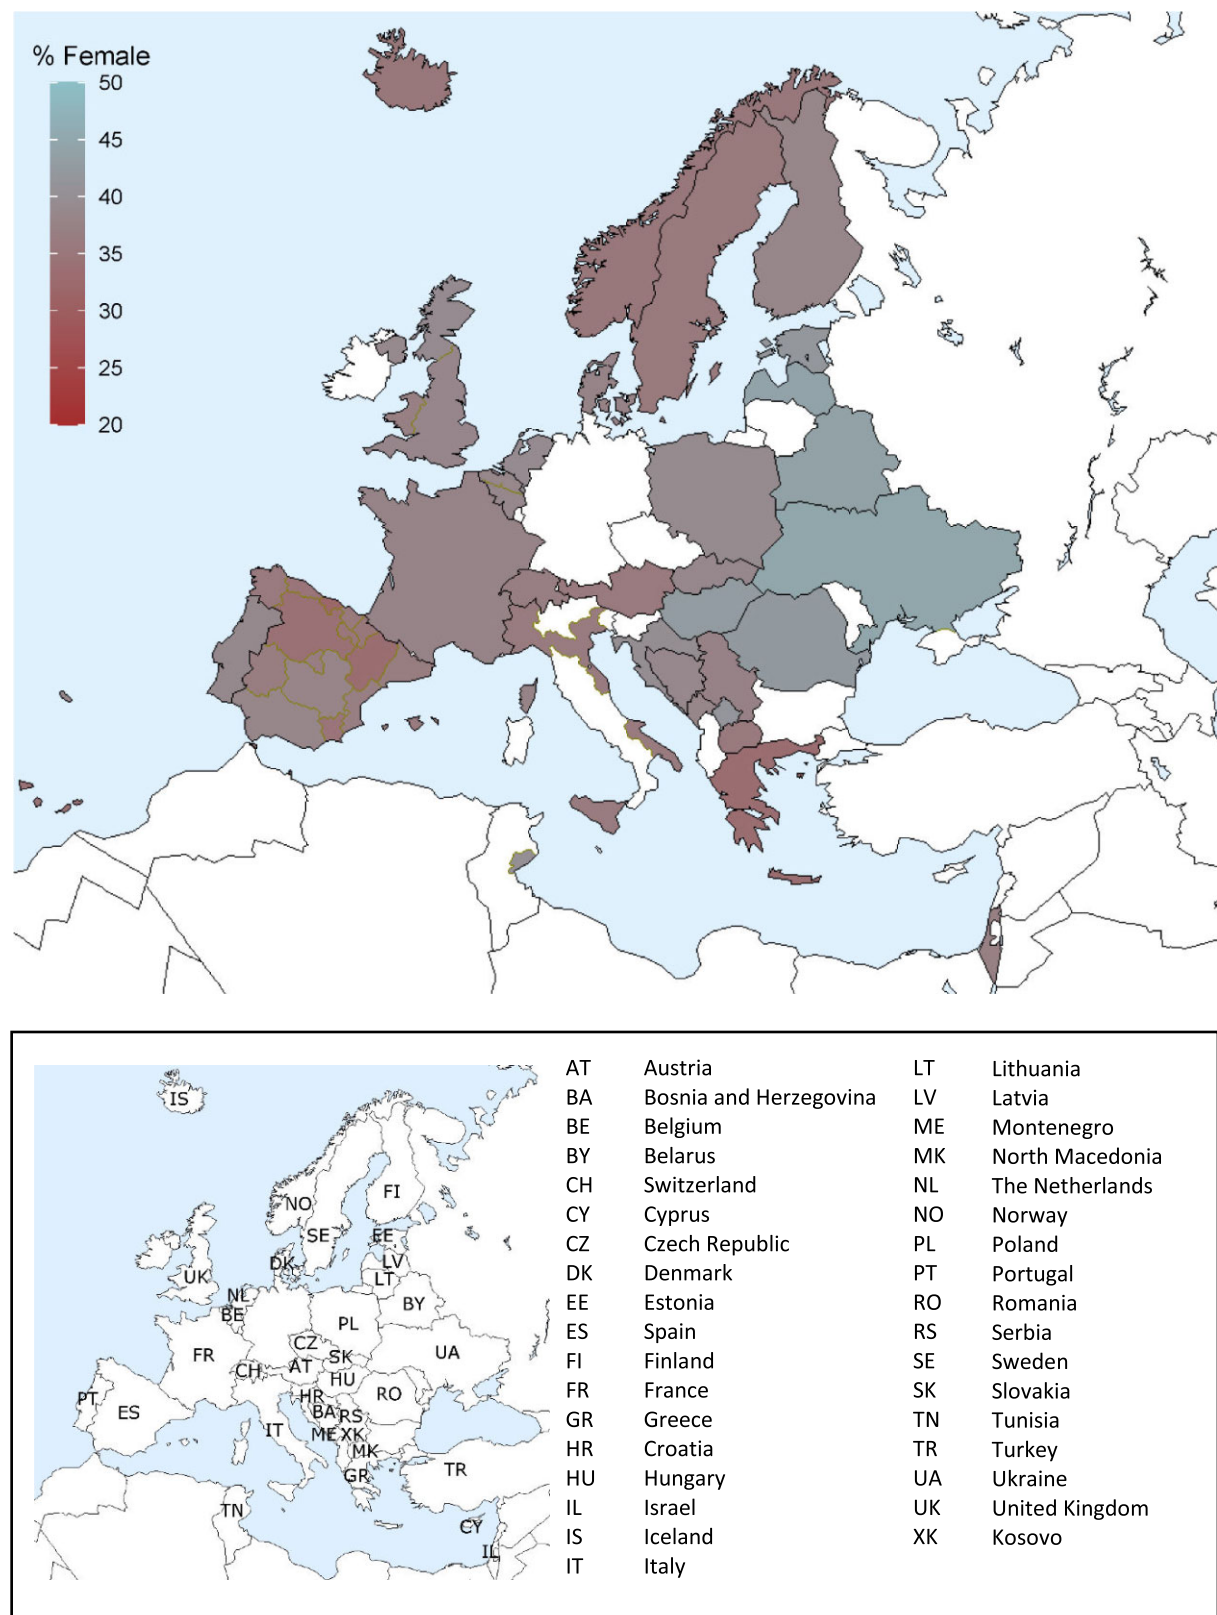 % Female
50
45
40
35
30
25
20
IS
NO
FI
SE
EE
LV
DK
LT
UK
NL
BE
BY
PL
CZ
FR
SK
UA
CH
AT
HU
HR
RO
PT
ES
BA
RS
IT
ME
XK
MK
GR
TR
TN
CY
IL
AT Austria
BA Bosnia and Herzegovina
BE Belgium
BY Belarus
CH Switzerland
CY Cyprus
CZ Czech Republic
DK Denmark
EE Estonia
ES Spain
FI Finland
FR France
GR Greece
HR Croatia
HU Hungary
IL Israel
IS Iceland
IT Italy
LT Lithuania
LV Latvia
ME Montenegro
MK North Macedonia
NL The Netherlands
NO Norway
PL Poland
PT Portugal
RO Romania
RS Serbia
SE Sweden
SK Slovakia
TN Tunisia
TR Turkey
UA Ukraine
UK United Kingdom
XK Kosovo